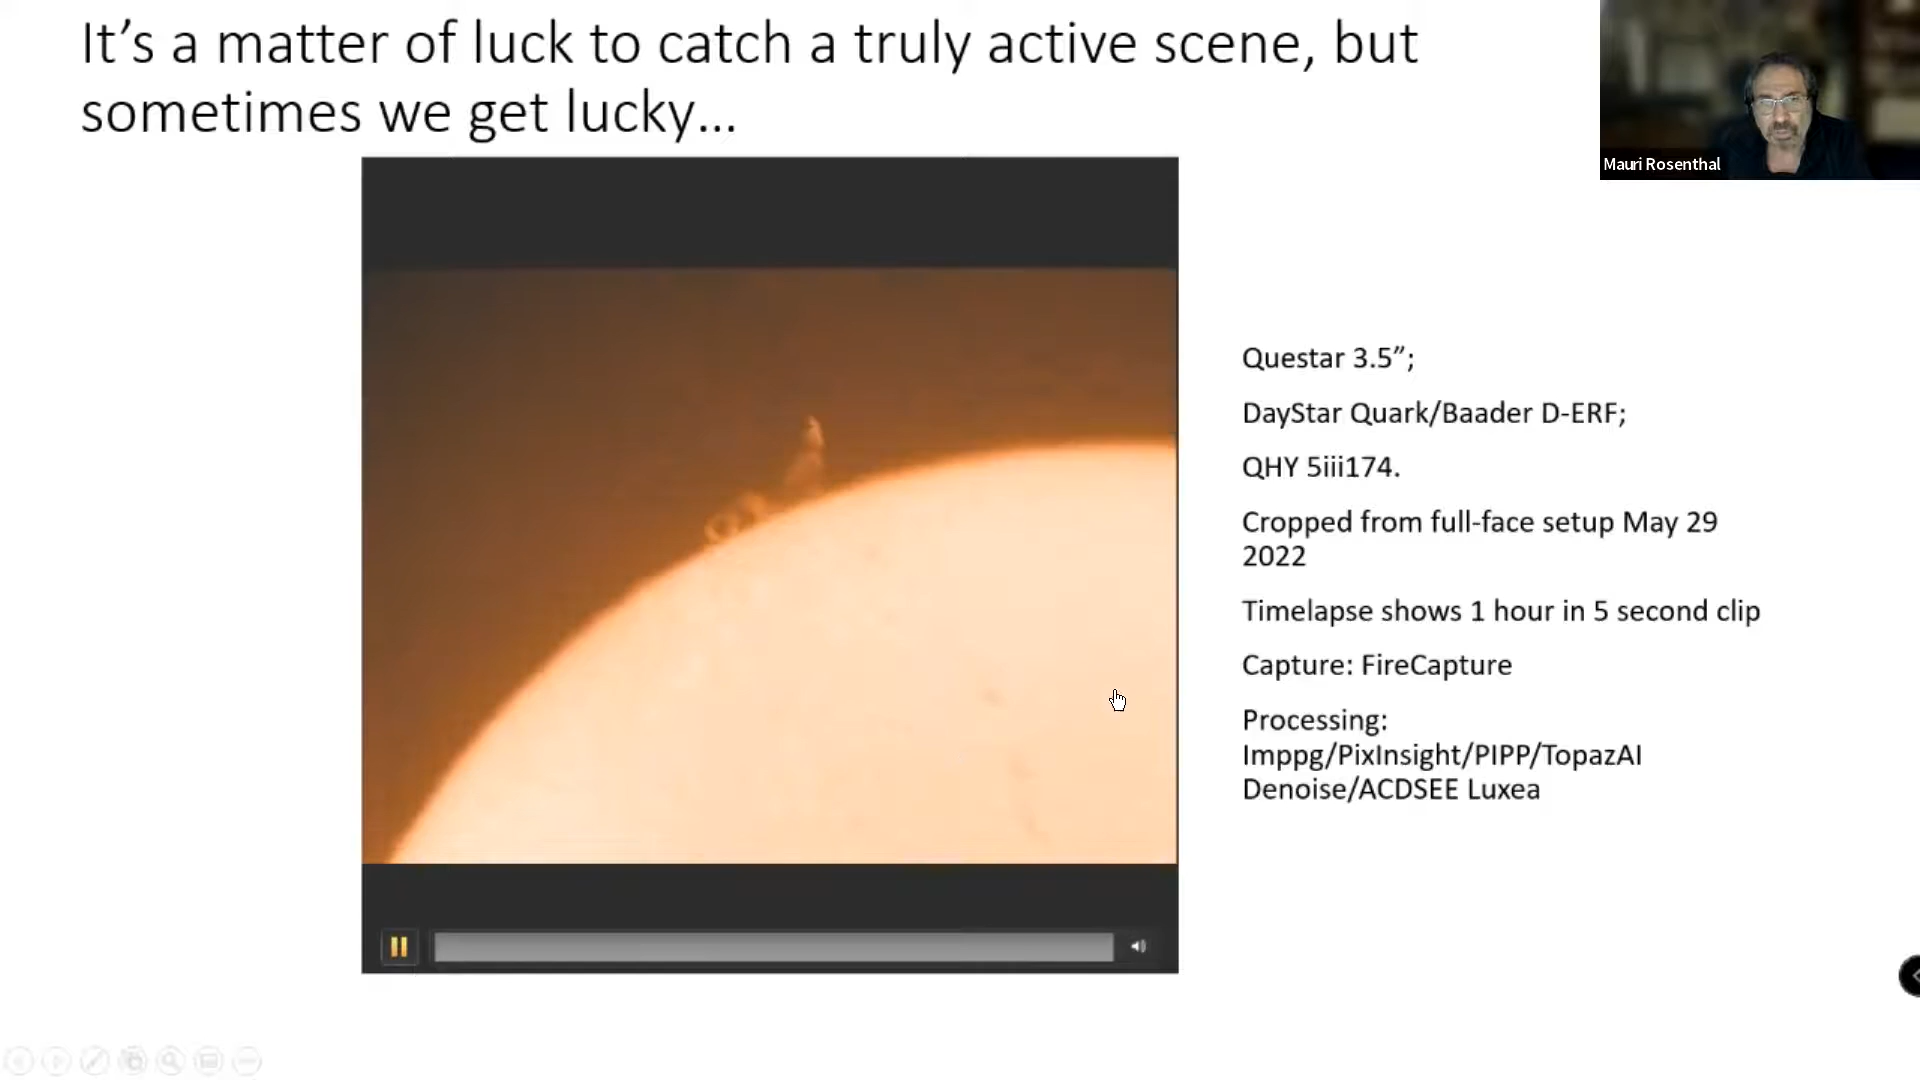 It’s a matter of luck to catch a truly active scene, but
sometimes we get lucky…
Mauri Rosenthal
Questar 3.5”;
DayStar Quark/Baader D-ERF;
QHY 5iii174.
Cropped from full-face setup May 29
2022
Timelapse shows 1 hour in 5 second clip
Capture: FireCapture
Processing:
Imppg/PixInsight/PIPP/TopazAI
Denoise/ACDSEE Luxea